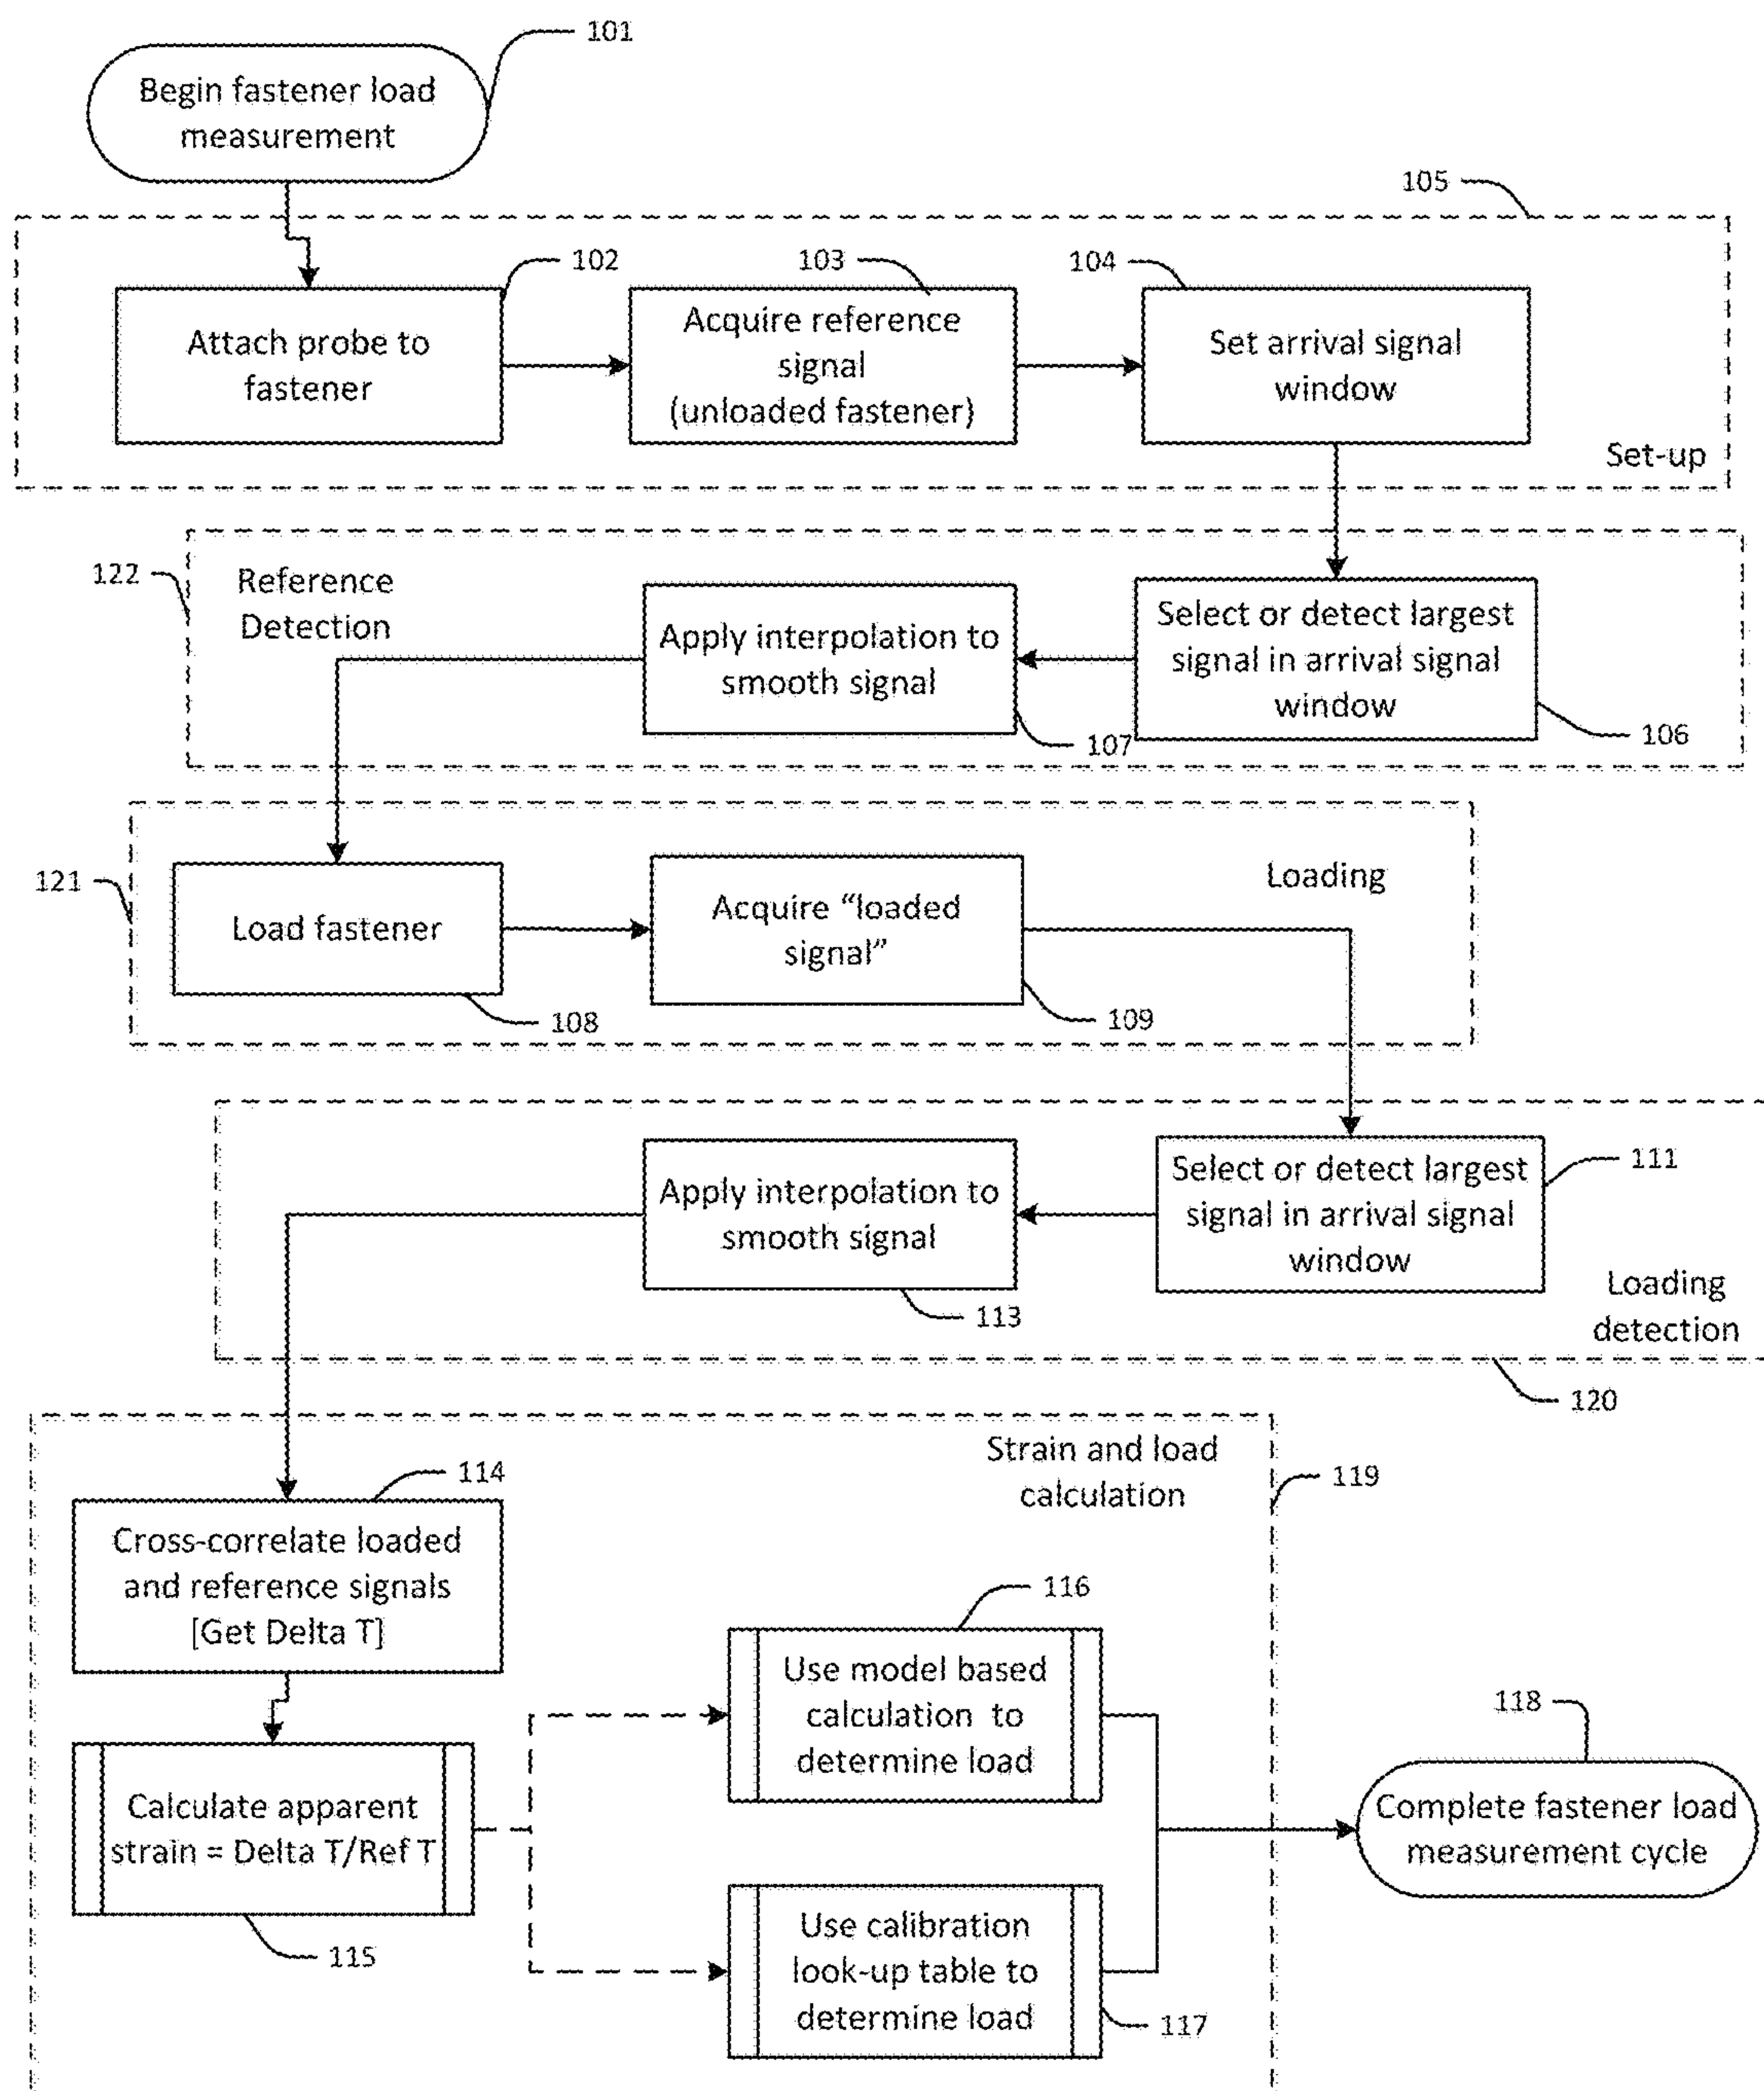 101
Begin fastener load
measurement
105
102
103
104
Attach probe to
fastener
Acquire reference
signal
(unloaded fastener)
Set arrival signal
window
Set-up
122
Reference
Detection
Apply interpolation to
smooth signal
107
Select or detect largest
signal in arrival signal
window
106
121
Load fastener
108
Acquire “loaded
signal”
109
Loading
Apply interpolation to
smooth signal
113
Select or detect largest
signal in arrival signal
window
111
Loading
detection
120
Strain and load
calculation
119
114
Cross-correlate loaded
and reference signals
[Get Delta T]
116
Use model based
calculation to
determine load
118
Calculate apparent
strain = Delta T/Ref T
115
Complete fastener load
measurement cycle
Use calibration
look-up table to
determine load
117